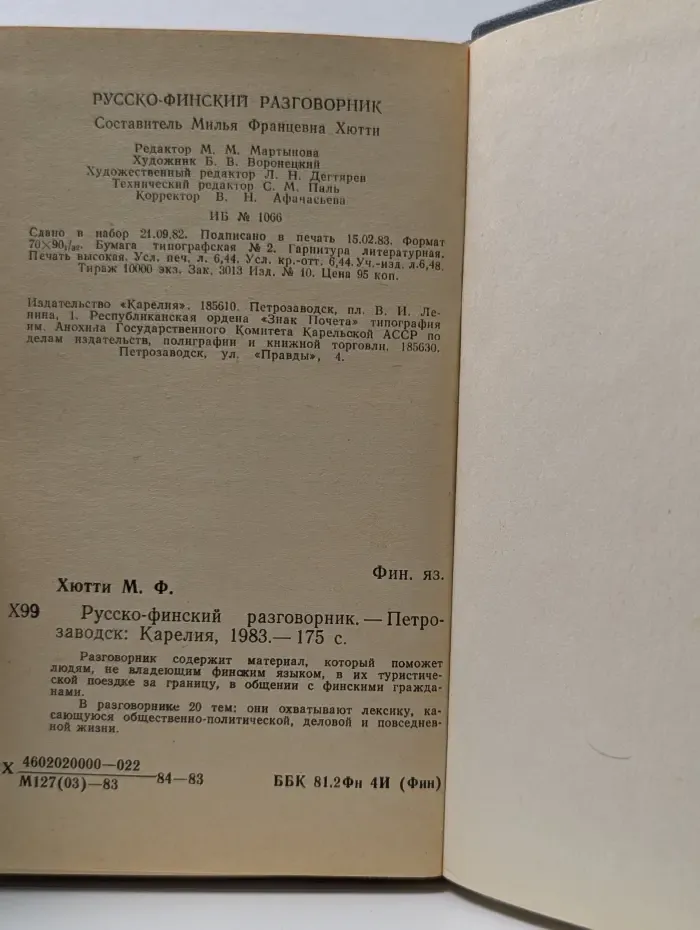 РУССКО-ФИНСКИЙ РАЗГОВОРНИК
Составитель Милья Францевна Хютти
Редактор М. М. Мартынова
Художник Б. В. Воронецкий
Художественный редактор Л. Н. Дегтярев
Технический редактор С. М. Паль
Корректор В. Н. Афанасьева
ИБ № 1066
Сдано в набор 21.09.82. Подписано в печать 15.02.83. Формат
70×90¹/₃₂. Бумага типографская № 2. Гарнитура литературная.
Печать высокая. Усл. печ. л. 6,44. Усл. кр.-отт. 6,44. Уч.-изд. л.6,48.
Тираж 10000 экз. Зак. 3013 Изд. № 10. Цена 95 коп.
Издательство «Карелия». 185610. Петрозаводск, пл. В. И. Ле-
нина, 1. Республиканская ордена «Знак Почета» типография
им. Анохина Государственного Комитета Карельской АССР по
делам издательств, полиграфии и книжной торговли. 185630.
Петрозаводск, ул. «Правды», 4.
Фин. яз.
Хютти М. Ф.
Х99 Русско-финский разговорник. — Петро-
заводск: Карелия, 1983.— 175 с.
Разговорник содержит материал, который поможет
людям, не владеющим финским языком, в их туристиче-
ской поездке за границу, в общении с финскими гражда-
нами.
В разговорнике 20 тем: они охватывают лексику, ка-
сающуюся общественно-политической, деловой и повседнев-
ной жизни.
Х 4602020000—022
М127(03)—83 84—83 ББК 81.2Фн 4И (Фин)